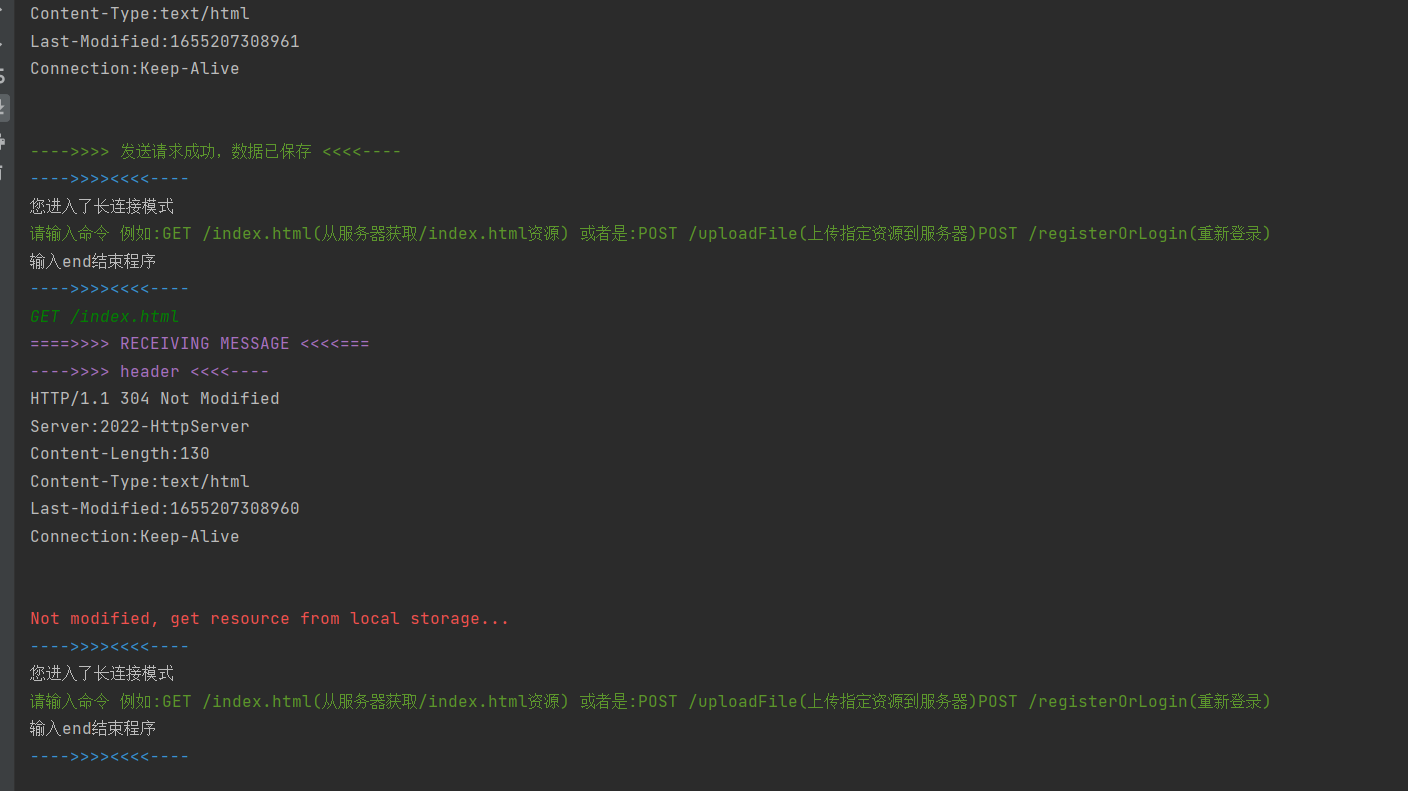 Content-Type:text/html
Last-Modified:1655207308961
Connection:Keep-Alive
---->>>> 发送请求成功，数据已保存 <<<<----
---->>>><<<<----
您进入了长连接模式
请输入命令 例如:GET /index.html(从服务器获取/index.html资源) 或者是:POST /uploadFile(上传指定资源到服务器)POST /registerOrLogin(重新登录)
输入end结束程序
---->>>><<<<----
GET /index.html
====>>>> RECEIVING MESSAGE <<<<===
---->>>> header <<<<----
HTTP/1.1 304 Not Modified
Server:2022-HttpServer
Content-Length:130
Content-Type:text/html
Last-Modified:1655207308960
Connection:Keep-Alive
Not modified, get resource from local storage...
---->>>><<<<----
您进入了长连接模式
请输入命令 例如:GET /index.html(从服务器获取/index.html资源) 或者是:POST /uploadFile(上传指定资源到服务器)POST /registerOrLogin(重新登录)
输入end结束程序
---->>>><<<<----